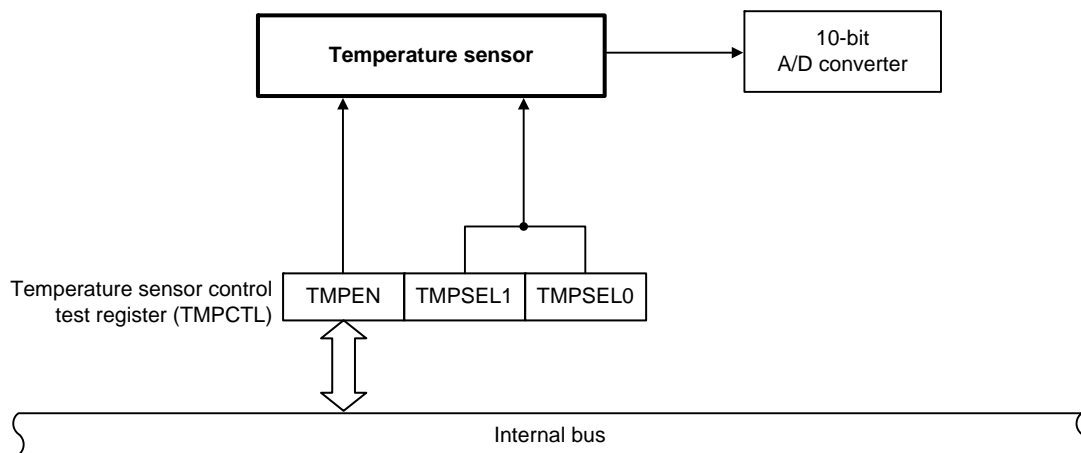 Temperature sensor
10-bit
A/D converter
Temperature sensor control
test register (TMPCTL)
TMPEN
TMPSEL1
TMPSEL0
Internal bus